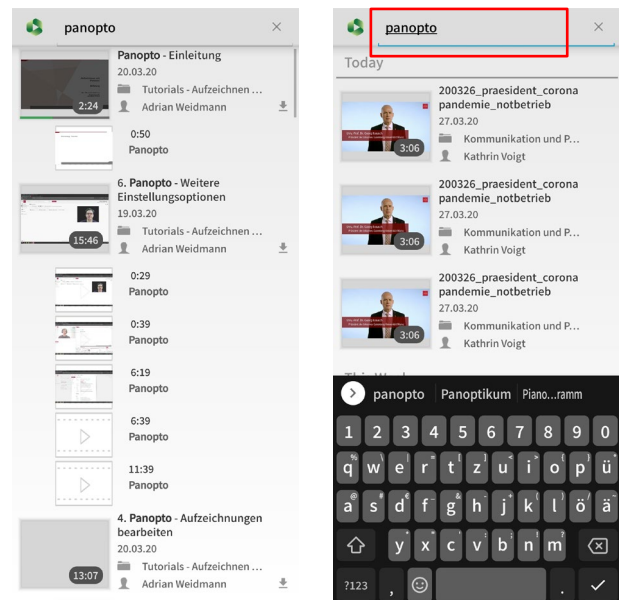 panopto
Panopto - Einleitung
20.03.20
Tutorials - Aufzeichnen ...
2:24
Adrian Weidmann
0:50
Panopto
6. Panopto - Weitere
Einstellungsoptionen
19.03.20
Tutorials - Aufzeichnen ...
15:46
Adrian Weidmann
0:29
Panopto
0:39
Panopto
6:19
Panopto
6:39
Panopto
11:39
Panopto
4. Panopto - Aufzeichnungen
bearbeiten
20.03.20
Tutorials - Aufzeichnen ...
13:07
Adrian Weidmann
panopto
Today
200326_praesident_corona
pandemie_notbetrieb
27.03.20
Kommunikation und P...
3:06
Kathrin Voigt
200326_praesident_corona
pandemie_notbetrieb
27.03.20
Kommunikation und P...
3:06
Kathrin Voigt
200326_praesident_corona
pandemie_notbetrieb
27.03.20
Kommunikation und P...
3:06
Kathrin Voigt
panopto Panoptikum Piano...ramm
1 2 3 4 5 6 7 8 9 0
q w e r t z u i o p ü
a s d f g h j k l ö ä
y x c v b n m
?123 , .